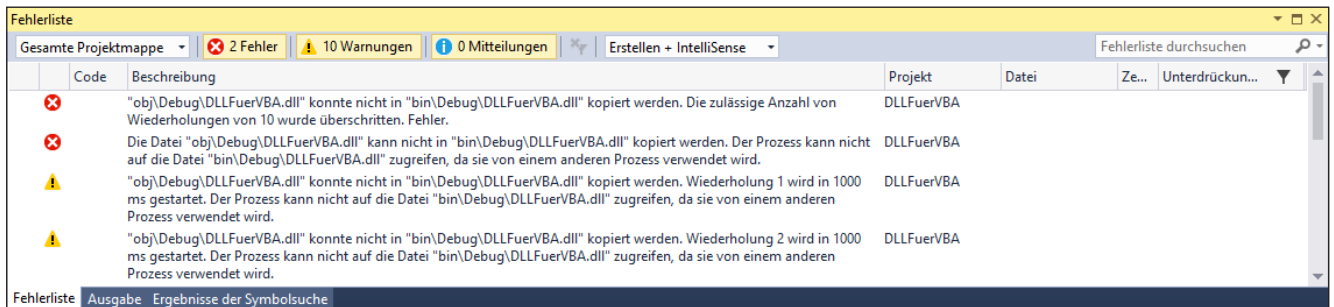 Fehlerliste
Gesamte Projektmappe 2 Fehler 10 Warnungen 0 Mitteilungen Erstellen + IntelliSense Fehlerliste durchsuchen
Code Beschreibung Projekt Datei Ze... Unterdrückun...
"obj\Debug\DLLFuerVBA.dll" konnte nicht in "bin\Debug\DLLFuerVBA.dll" kopiert werden. Die zulässige Anzahl von DLLFuerVBA
Wiederholungen von 10 wurde überschritten. Fehler.
Die Datei "obj\Debug\DLLFuerVBA.dll" kann nicht in "bin\Debug\DLLFuerVBA.dll" kopiert werden. Der Prozess kann nicht DLLFuerVBA
auf die Datei "bin\Debug\DLLFuerVBA.dll" zugreifen, da sie von einem anderen Prozess verwendet wird.
"obj\Debug\DLLFuerVBA.dll" konnte nicht in "bin\Debug\DLLFuerVBA.dll" kopiert werden. Wiederholung 1 wird in 1000 DLLFuerVBA
ms gestartet. Der Prozess kann nicht auf die Datei "bin\Debug\DLLFuerVBA.dll" zugreifen, da sie von einem anderen
Prozess verwendet wird.
"obj\Debug\DLLFuerVBA.dll" konnte nicht in "bin\Debug\DLLFuerVBA.dll" kopiert werden. Wiederholung 2 wird in 1000 DLLFuerVBA
ms gestartet. Der Prozess kann nicht auf die Datei "bin\Debug\DLLFuerVBA.dll" zugreifen, da sie von einem anderen
Prozess verwendet wird.
Fehlerliste Ausgabe Ergebnisse der Symbolsuche